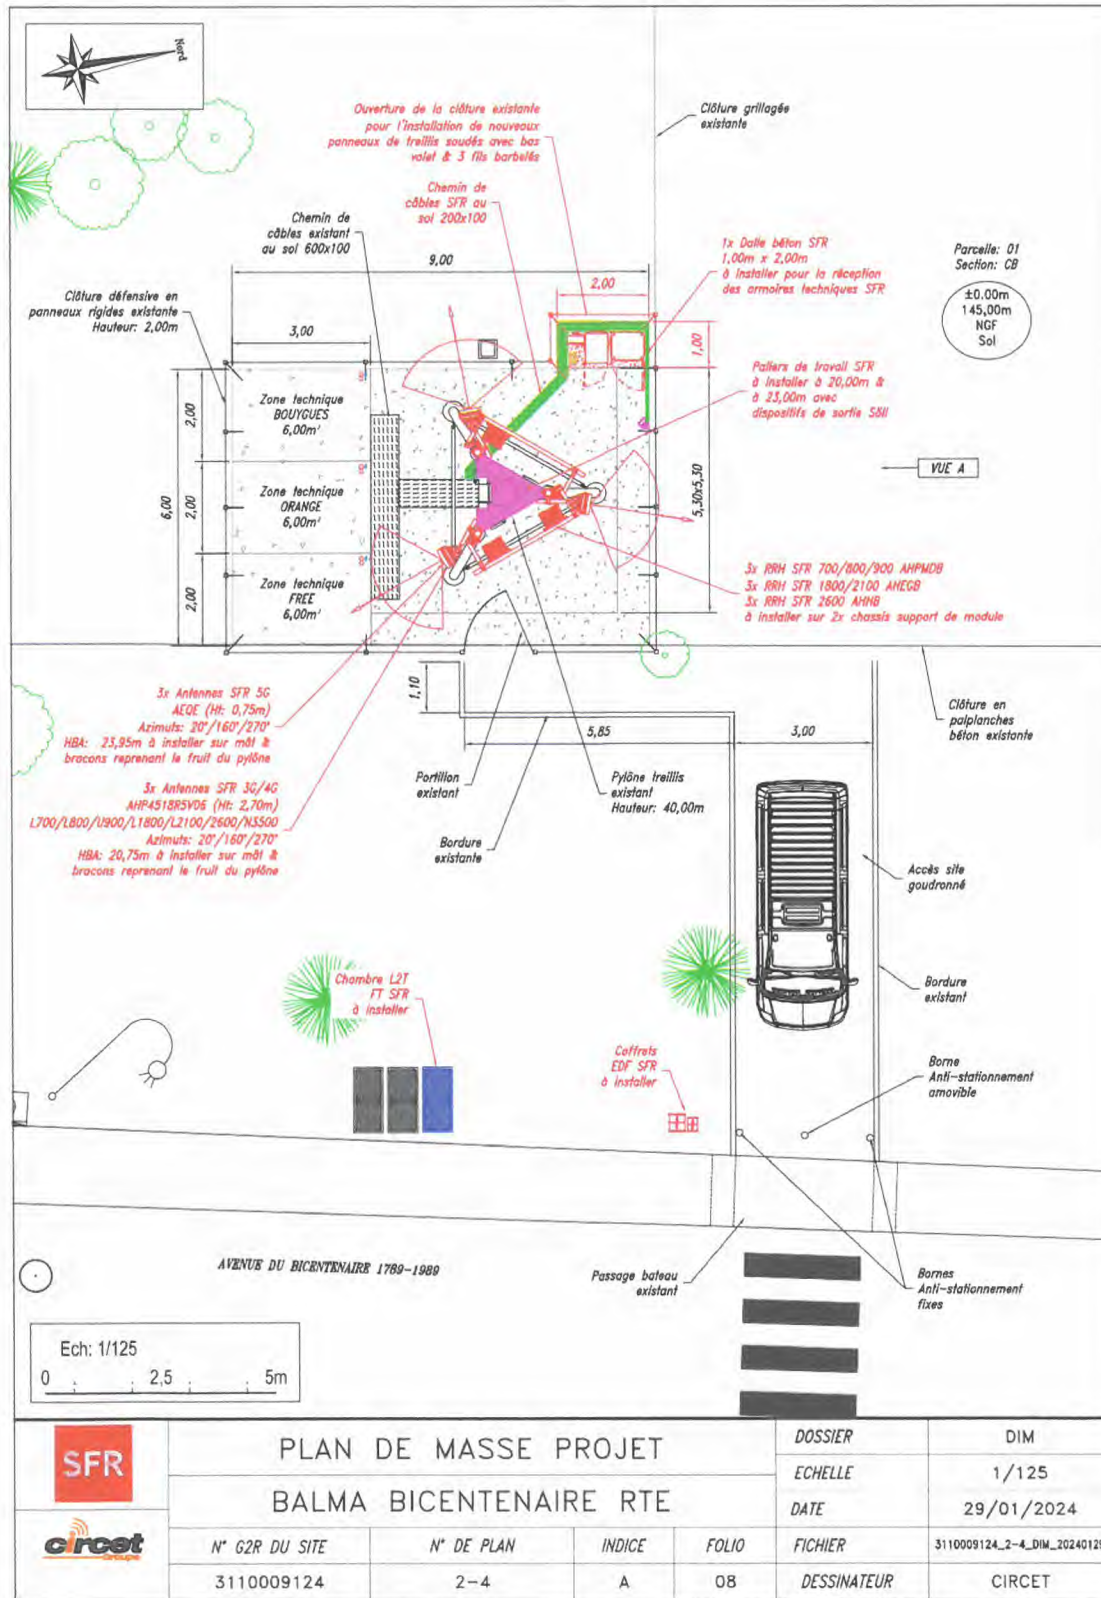 Nord
Ouverture de la clôture existante
pour l'installation de nouveaux
panneaux de treillis soudés avec bas
volet & 3 fils barbelés
Clôture grillagée
existante
Chemin de
câbles SFR au
sol 200x100
Chemin de
câbles existant
au sol 600x100
1x Dalle béton SFR
1,00m x 2,00m
à installer pour la réception
des armoires techniques SFR
Parcelle: 01
Section: CB
±0.00m
145,00m
NGF
Sol
9,00
2,00
Clôture défensive en
panneaux rigides existante
Hauteur: 2,00m
3,00
1,00
Paliers de travail SFR
à installer à 20,00m &
à 23,00m avec
dispositifs de sortie Söll
Zone technique
BOUYGUES
6,00m²
2,00
VUE A
6,00
2,00
Zone technique
ORANGE
6,00m²
5,30x5,30
2,00
Zone technique
FREE
6,00m²
3x RRH SFR 700/800/900 AHPMDB
3x RRH SFR 1800/2100 AHEGB
3x RRH SFR 2600 AHHB
à installer sur 2x chassis support de module
1,10
3x Antennes SFR 5G
AEQE (Ht: 0,75m)
Azimuts: 20°/160°/270°
HBA: 23,95m à installer sur mât &
bracons reprenant le fruit du pylône
5,85
3,00
Clôture en
palplanches
béton existante
Portillon
existant
Pylône treillis
existant
Hauteur: 40,00m
3x Antennes SFR 3G/4G
AHP4518R5V06 (Ht: 2,70m)
L700/L800/U900/L1800/L2100/2600/N3500
Azimuts: 20°/160°/270°
HBA: 20,75m à installer sur mât &
bracons reprenant le fruit du pylône
Bordure
existante
Accès site
goudronné
Chambre L2T
FT SFR
à installer
Bordure
existant
Coffrets
EDF SFR
à installer
Borne
Anti-stationnement
amovible
AVENUE DU BICENTENAIRE 1789-1989
Passage bateau
existant
Bornes
Anti-stationnement
fixes
Ech: 1/125
0 2,5 5m
SFR
circet
Groupe
PLAN DE MASSE PROJET
BALMA BICENTENAIRE RTE
DOSSIER DIM
ECHELLE 1/125
DATE 29/01/2024
N° G2R DU SITE N° DE PLAN INDICE FOLIO FICHIER 3110009124_2-4_DIM_20240129
3110009124 2-4 A 08 DESSINATEUR CIRCET